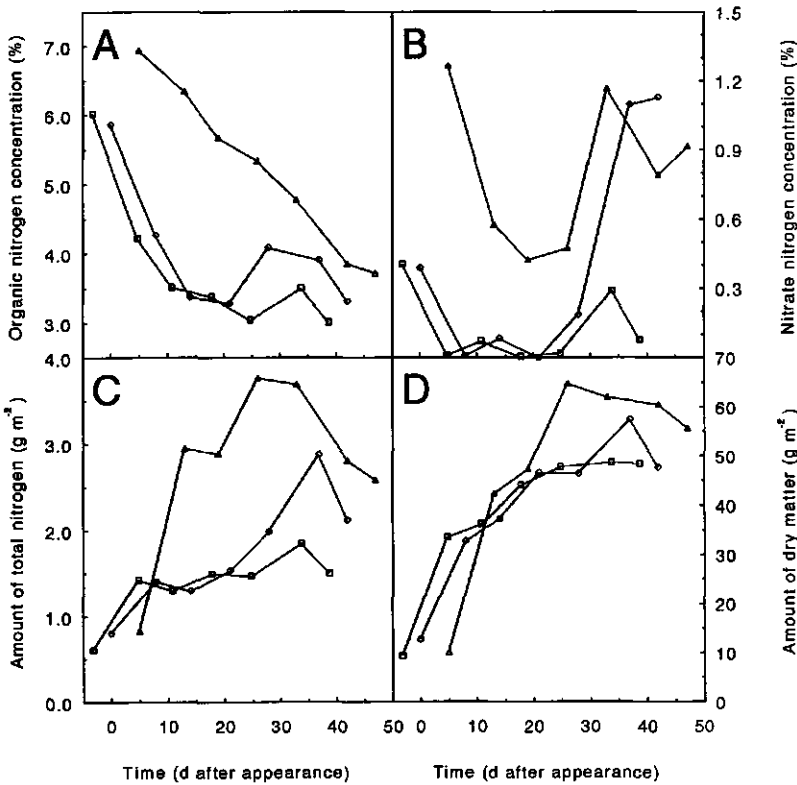 A
B
Organic nitrogen concentration (%)
7.0
6.0
5.0
4.0
3.0
4.0
Nitrate nitrogen concentration (%)
1.5
1.2
0.9
0.6
0.3
70
C
D
Amount of total nitrogen (g m⁻²)
3.0
2.0
1.0
0.0
Amount of dry matter (g m⁻²)
60
50
40
30
20
10
0
0 10 20 30 40 50 0 10 20 30 40 50
Time (d after appearance) Time (d after appearance)